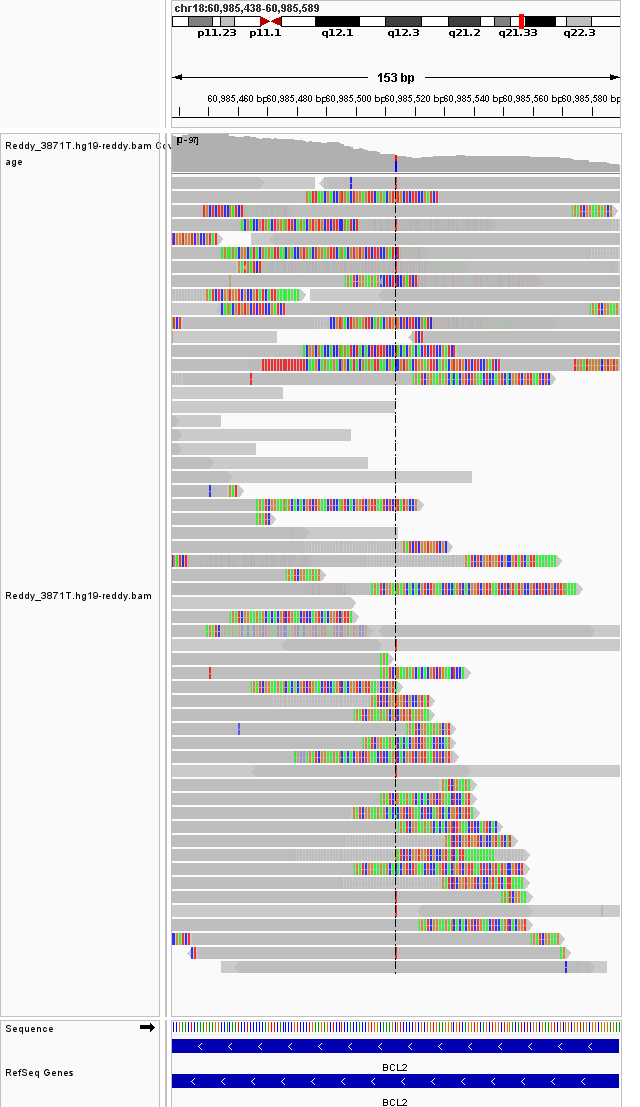 chr18:60,985,438-60,985,589
p11.23 p11.1 q12.1 q12.3 q21.2 q21.33 q22.3
153 bp
60,985,460 bp 60,985,480 bp 60,985,500 bp 60,985,520 bp 60,985,540 bp 60,985,560 bp 60,985,580 bp
[0-97]
Reddy_3871T.hg19-reddy.bam Cov
age
Reddy_3871T.hg19-reddy.bam
Sequence
BCL2
RefSeq Genes
BCL2